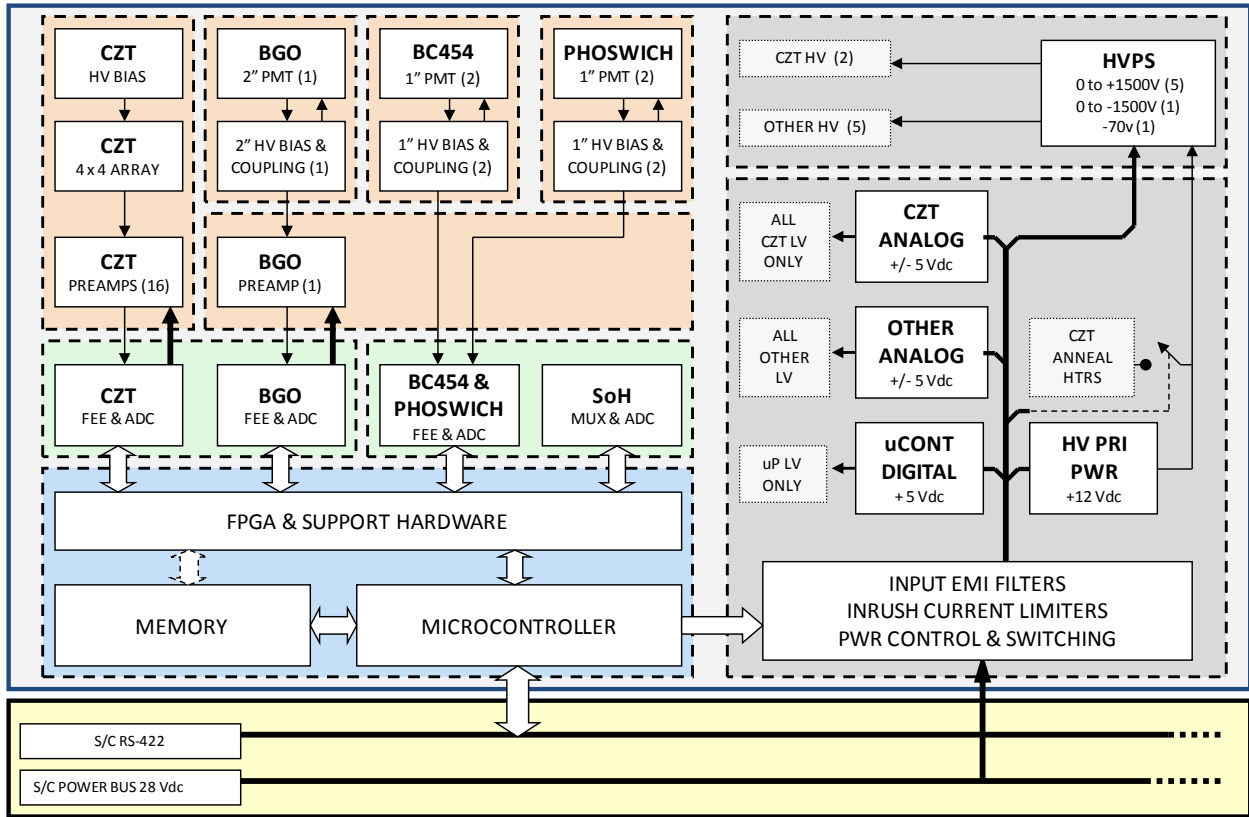 CZT
HV BIAS
CZT
4 x 4 ARRAY
CZT
PREAMPS (16)
BGO
2” PMT (1)
2” HV BIAS &
COUPLING (1)
BGO
PREAMP (1)
BC454
1” PMT (2)
1” HV BIAS &
COUPLING (2)
PHOSWICH
1” PMT (2)
1” HV BIAS &
COUPLING (2)
CZT
FEE & ADC
BGO
FEE & ADC
BC454 &
PHOSWICH
FEE & ADC
SoH
MUX & ADC
FPGA & SUPPORT HARDWARE
MEMORY
MICROCONTROLLER
CZT HV (2)
OTHER HV (5)
HVPS
0 to +1500V (5)
0 to -1500V (1)
-70v (1)
ALL
CZT LV
ONLY
CZT
ANALOG
+/- 5 Vdc
ALL
OTHER
LV
OTHER
ANALOG
+/- 5 Vdc
CZT
ANNEAL
HTRS
uP LV
ONLY
uCONT
DIGITAL
+ 5 Vdc
HV PRI
PWR
+12 Vdc
INPUT EMI FILTERS
INRUSH CURRENT LIMITERS
PWR CONTROL & SWITCHING
S/C RS-422
S/C POWER BUS 28 Vdc